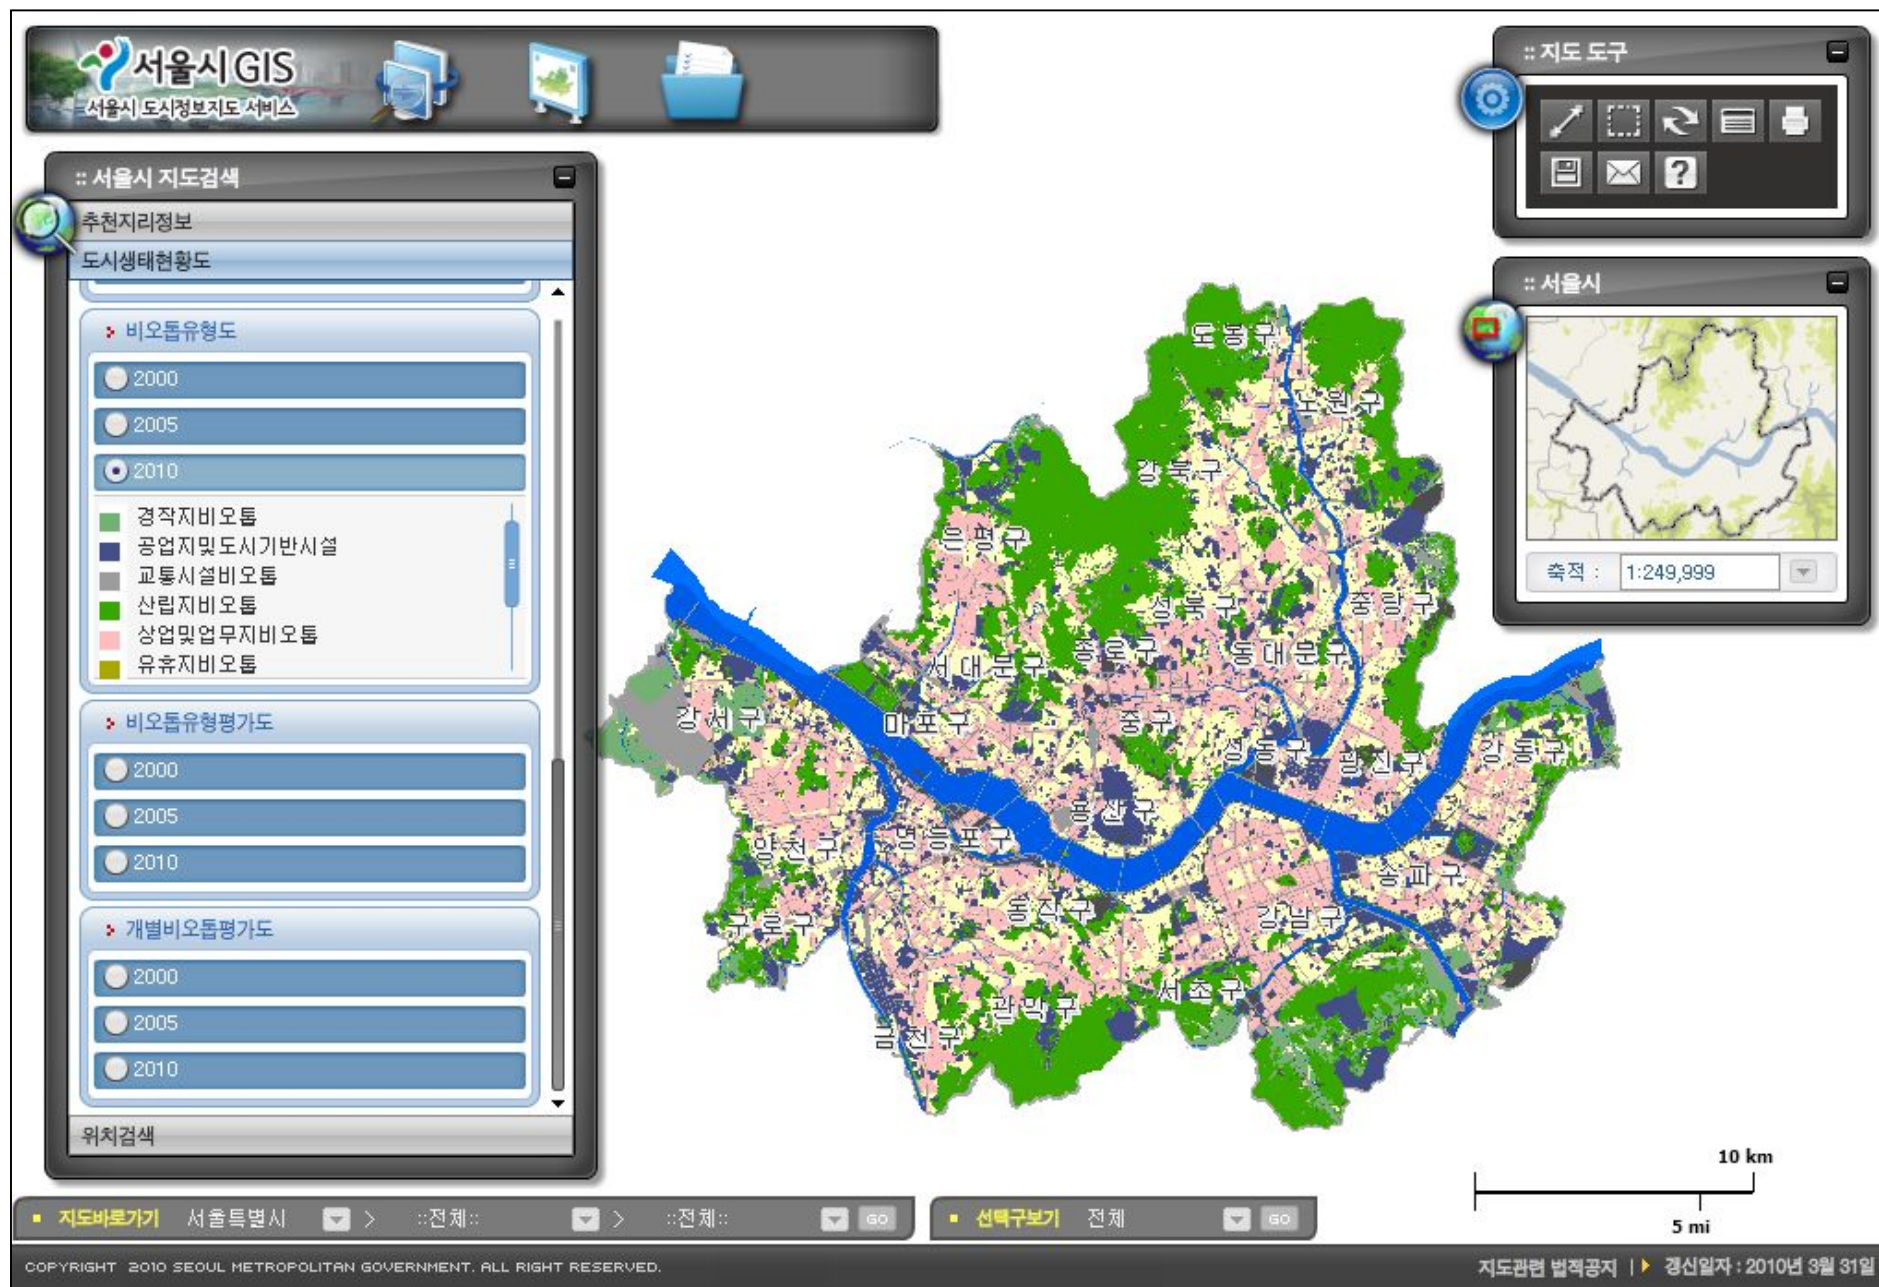 서울시 GIS
서울시 도시정보지도 서비스
:: 서울시 지도검색
추천지리정보
도시생태현황도
비오톱유형도
2000
2005
2010
경작지비오톱
공업지및도시기반시설
교통시설비오톱
산림지비오톱
상업및업무지비오톱
유휴지비오톱
비오톱유형평가도
2000
2005
2010
개별비오톱평가도
2000
2005
2010
위치검색
도봉구
노원구
강북구
은평구
성북구
중랑구
종로구
동대문구
서대문구
강서구
마포구
중구
성동구
광진구
강동구
용산구
영등포구
양천구
송파구
동작구
강남구
구로구
서초구
관악구
금천구
:: 지도 도구
?
:: 서울시
축적 : 1:249,999
10 km
5 mi
지도바로가기 서울특별시 > ::전체:: > ::전체:: GO
선택구보기 전체 GO
COPYRIGHT 2010 SEOUL METROPOLITAN GOVERNMENT. ALL RIGHT RESERVED.
지도관련 법적공지 | 갱신일자 : 2010년 3월 31일